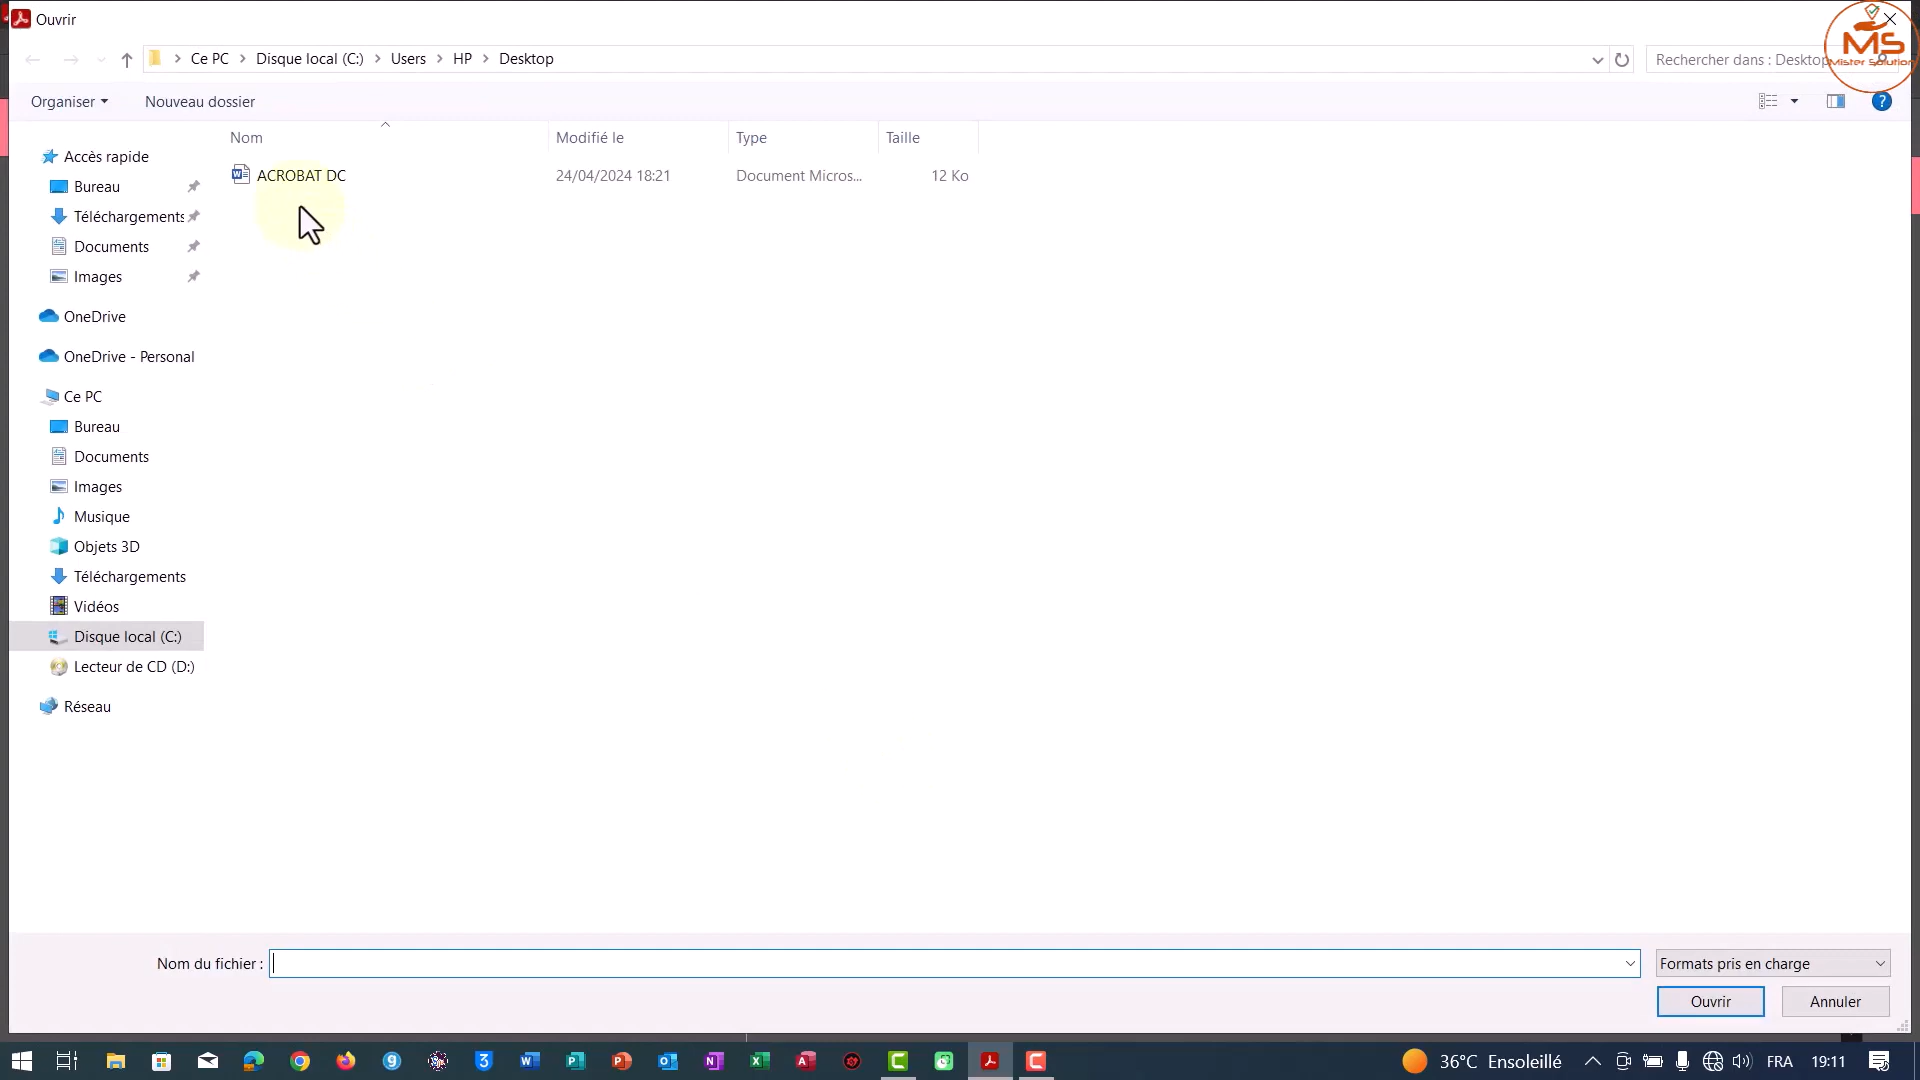 Ouvrir
MS
Mister Solution
Ce PC
Disque local (C:)
Users
HP
Desktop
Rechercher dans : Desktop
Organiser
Nouveau dossier
Nom
Modifié le
Type
Taille
ACROBAT DC
24/04/2024 18:21
Document Micros...
12 Ko
Accès rapide
Bureau
Téléchargements
Documents
Images
OneDrive
OneDrive - Personal
Ce PC
Bureau
Documents
Images
Musique
Objets 3D
Téléchargements
Vidéos
Disque local (C:)
Lecteur de CD (D:)
Réseau
Nom du fichier :
Formats pris en charge
Ouvrir
Annuler
36°C Ensoleillé
FRA
19:11